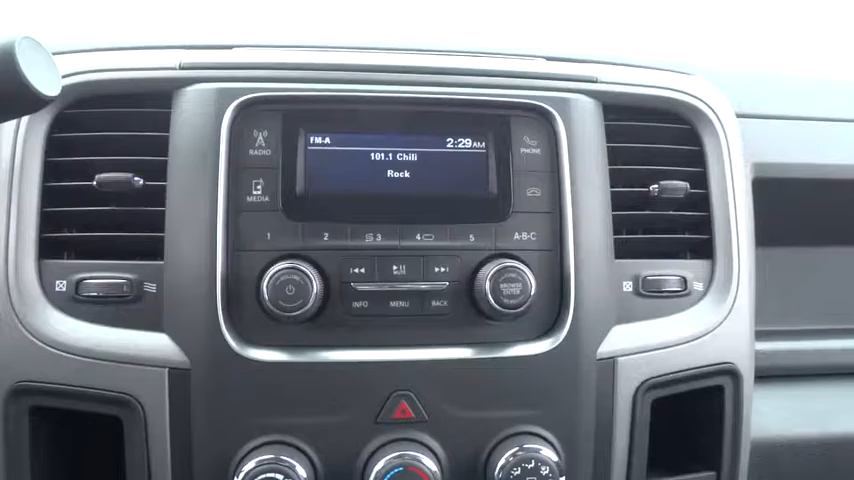 RADIO
FM-A 2:29AM
101.1 Chili
Rock
PHONE
MEDIA
1 2 3 4 5 A-B-C
MUTE
BROWSE
ENTER
INFO MENU BACK